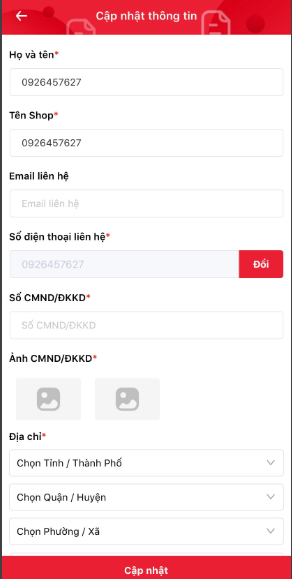 Cập nhật thông tin
Họ và tên*
0926457627
Tên Shop*
0926457627
Email liên hệ
Email liên hệ
Số điện thoại liên hệ*
0926457627 Đổi
Số CMND/ĐKKD*
Số CMND/ĐKKD
Ảnh CMND/ĐKKD*
Địa chỉ*
Chọn Tỉnh / Thành Phố
Chọn Quận / Huyện
Chọn Phường / Xã
Cập nhật